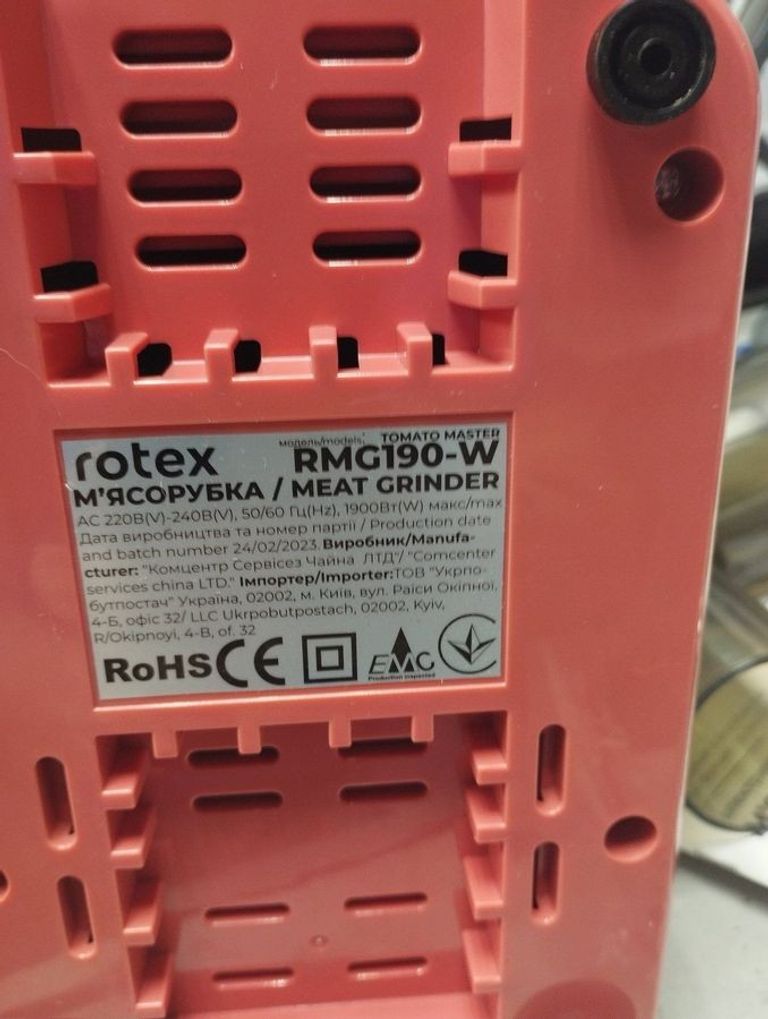 rotex
модель/models: TOMATO MASTER
RMG190-W
М'ЯСОРУБКА / MEAT GRINDER
AC 220В(V)-240В(V), 50/60 Гц(Hz), 1900Вт(W) макс/max
Дата виробництва та номер партії / Production date
and batch number 24/02/2023. Виробник/Manufa-
cturer: "Комцентр Сервісез Чайна ЛТД"/ "Comcenter
services china LTD." Імпортер/Importer:ТОВ "Укрпо-
бутпостач" Україна, 02002, м. Київ, вул. Раїси Окіпної,
4-Б, офіс 32/ LLC Ukrpobutpostach, 02002, Kyiv,
R/Okipnoyi, 4-B, of. 32
RoHS CE EMC
Production inspected